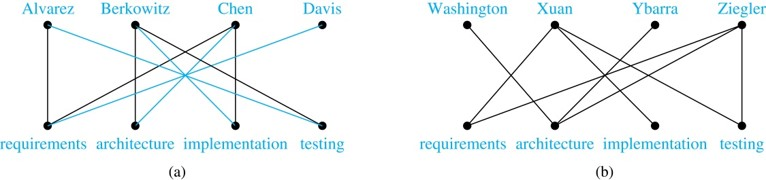 Alvarez Berkowitz Chen Davis Washington Xuan Ybarra Ziegler
requirements architecture implementation testing requirements architecture implementation testing
(a) (b)